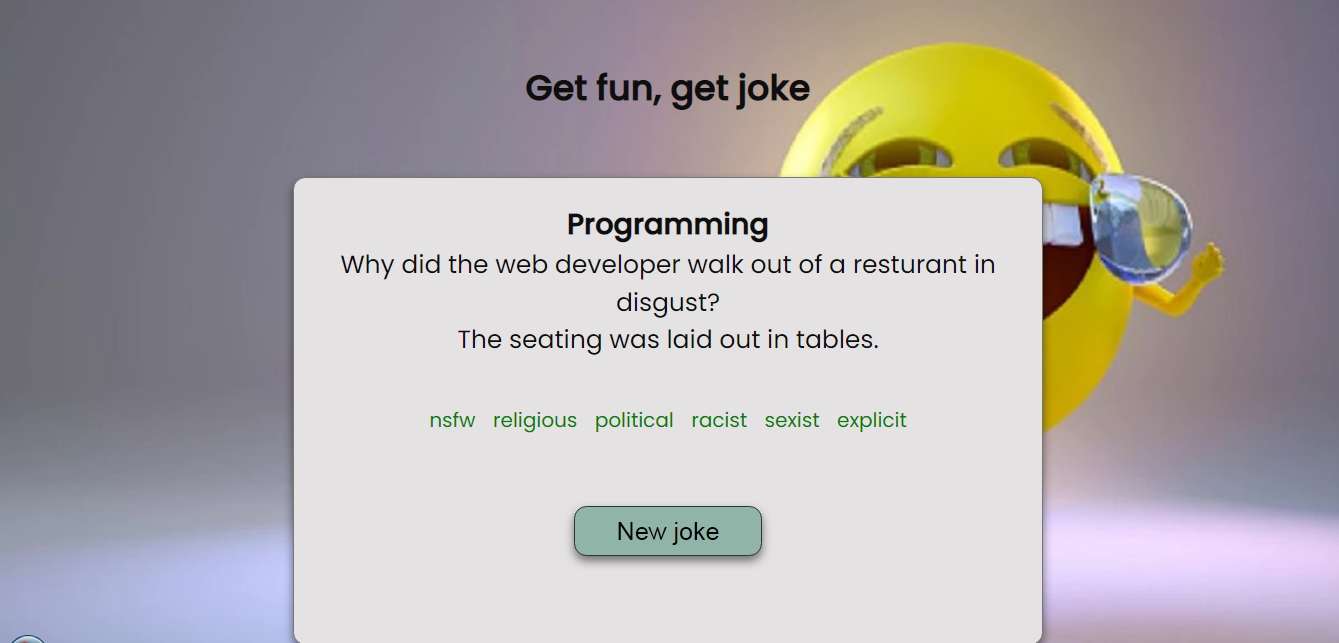 Get fun, get joke
Programming
Why did the web developer walk out of a resturant in
disgust?
The seating was laid out in tables.
nsfw religious political racist sexist explicit
New joke